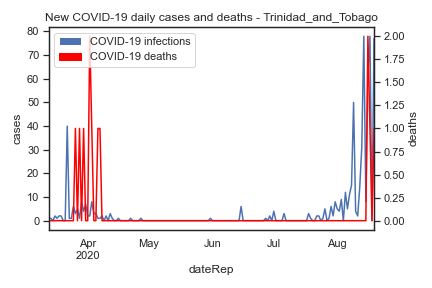 New COVID-19 daily cases and deaths - Trinidad_and_Tobago
COVID-19 infections
COVID-19 deaths
80
70
60
50
40
30
20
10
0
cases
2.00
1.75
1.50
1.25
1.00
0.75
0.50
0.25
0.00
deaths
Apr May Jun Jul Aug
2020
dateRep